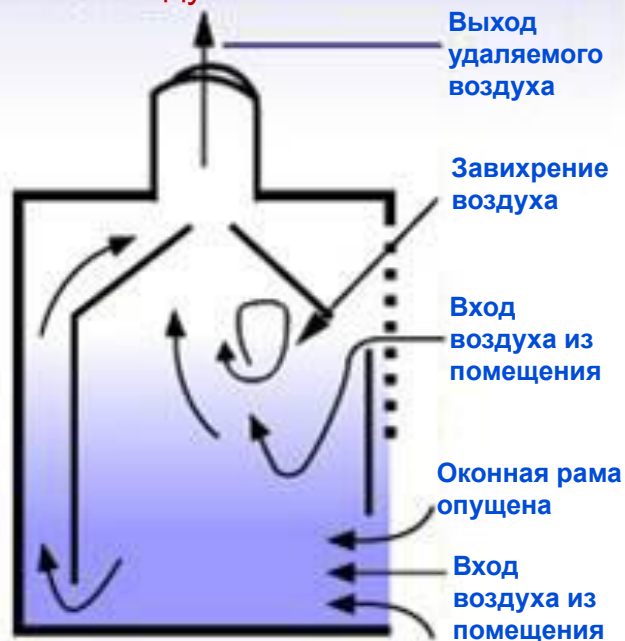 Выход
удаляемого
воздуха
Завихрение
воздуха
Вход
воздуха из
помещения
Оконная рама
опущена
Вход
воздуха из
помещения